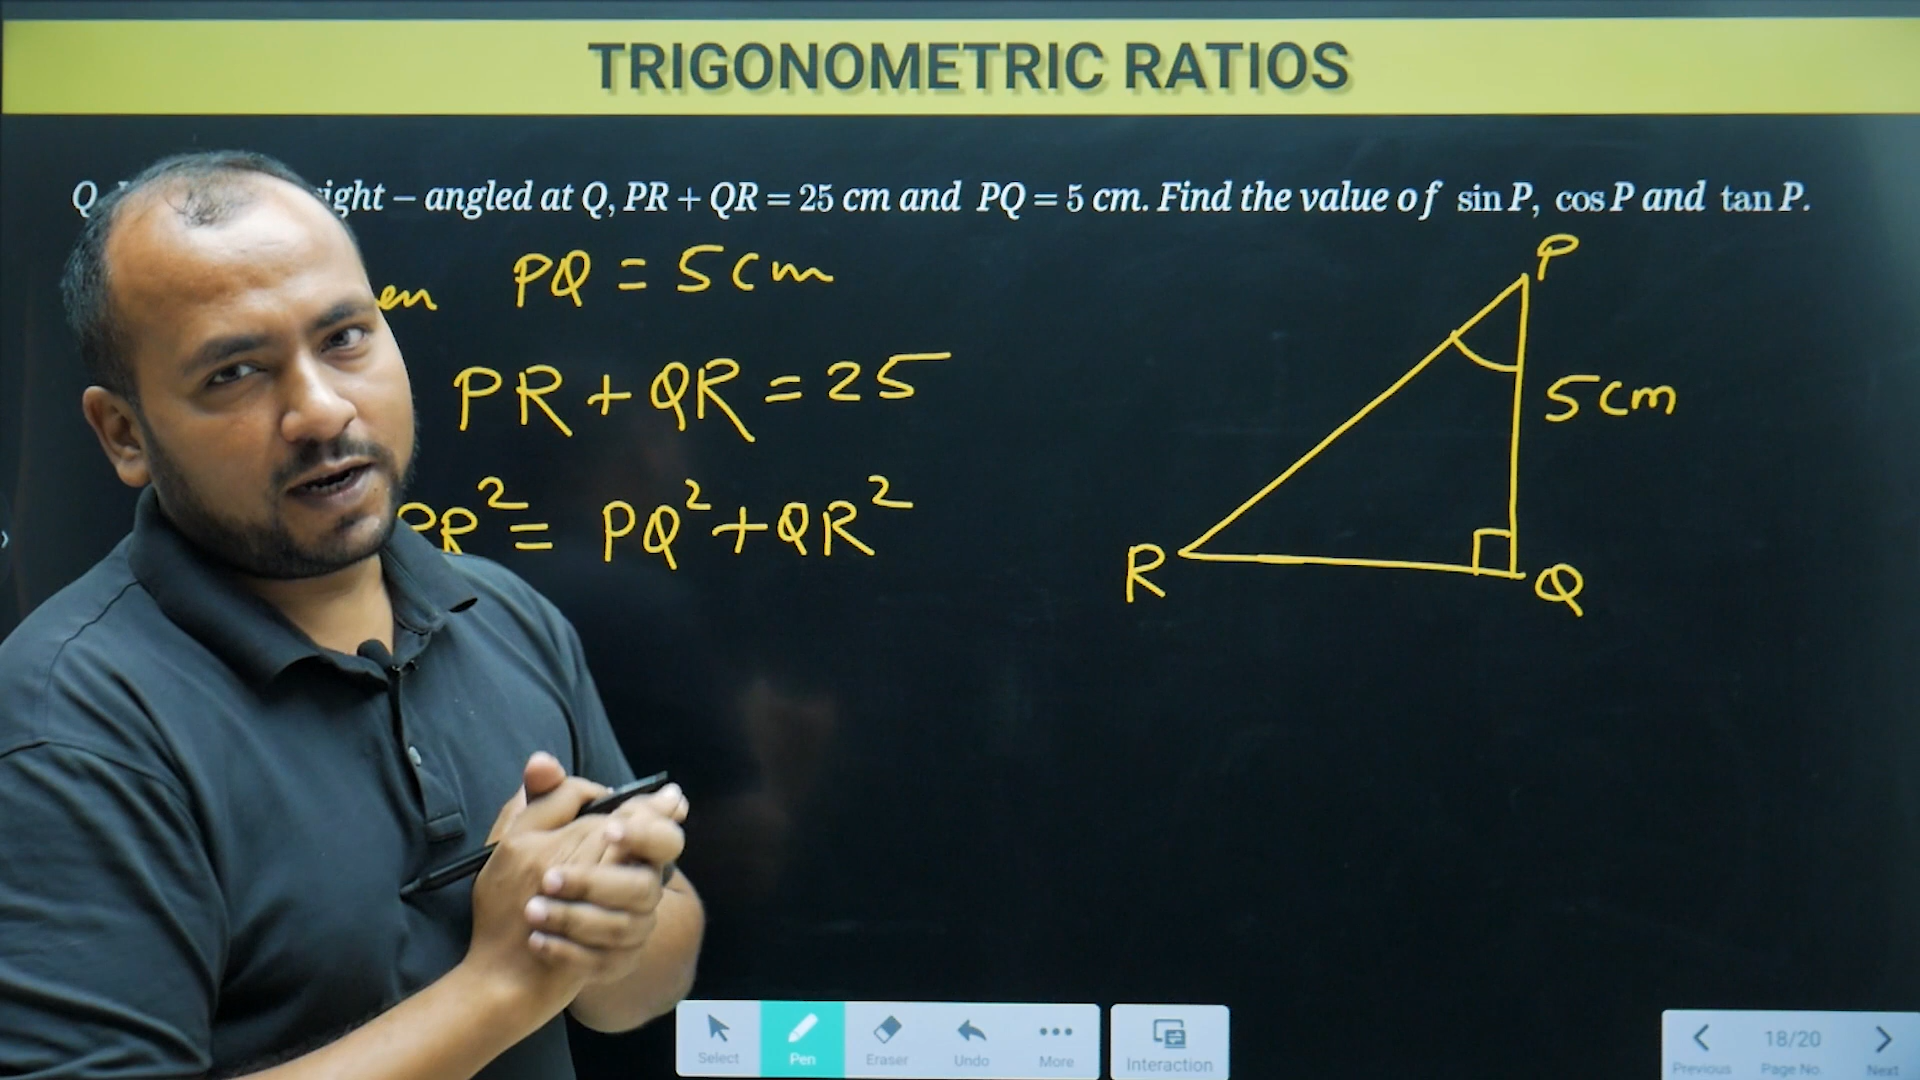 TRIGONOMETRIC RATIOS
Q. – angled at Q, PR + QR = 25 cm and PQ = 5 cm. Find the value of sin P, cos P and tan P.
PQ = 5cm
PR + QR = 25
PR² = PQ² + QR²
P
5cm
R
Q
Select
Pen
Eraser
Undo
More
Interaction
Previous
18/20
Page No.
Next